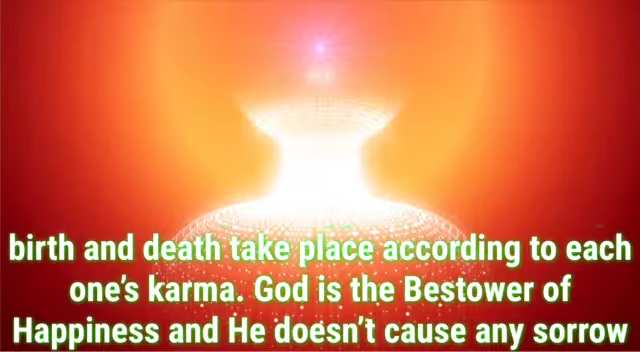 birth and death take place according to each
one's karma. God is the Bestower of
Happiness and He doesn't cause any sorrow